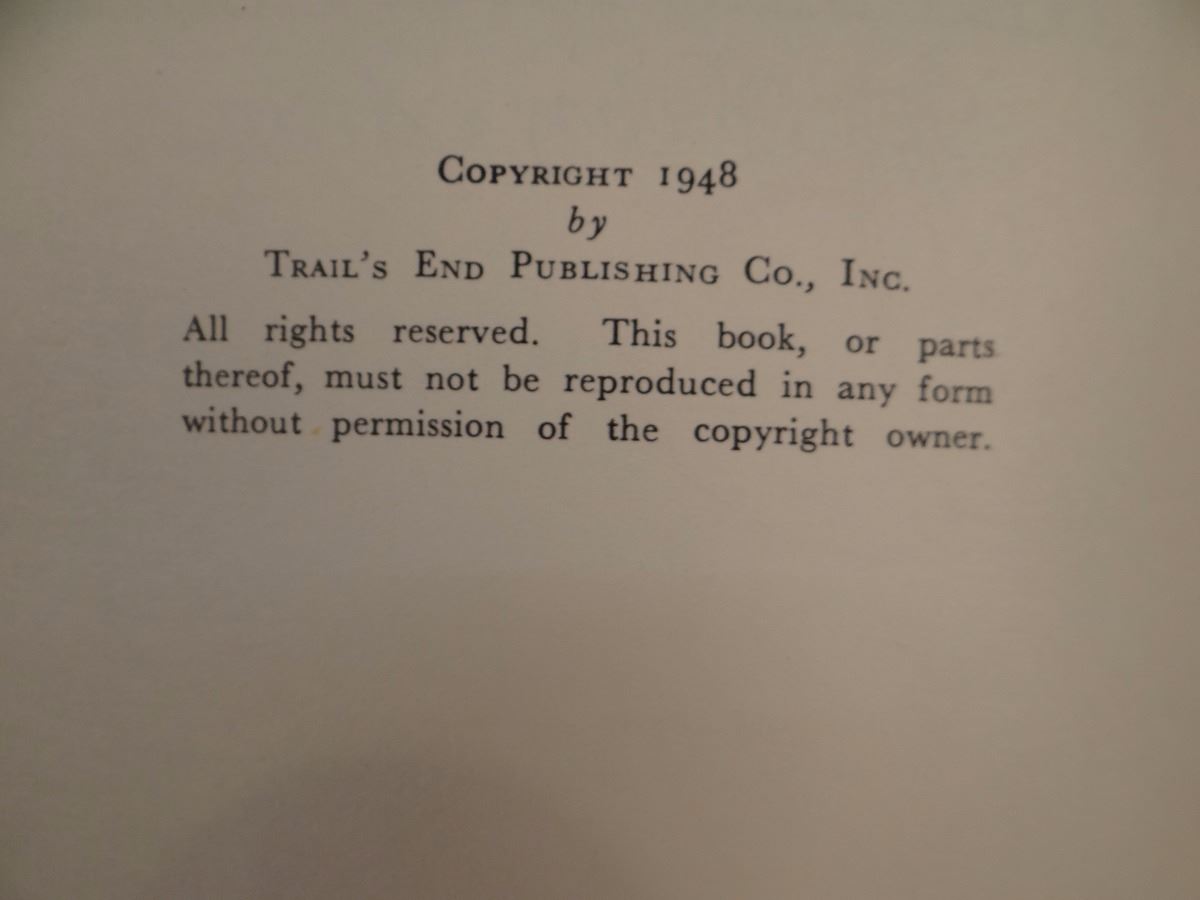 Copyright 1948
by
Trail's End Publishing Co., Inc.
All rights reserved. This book, or parts
thereof, must not be reproduced in any form
without permission of the copyright owner.